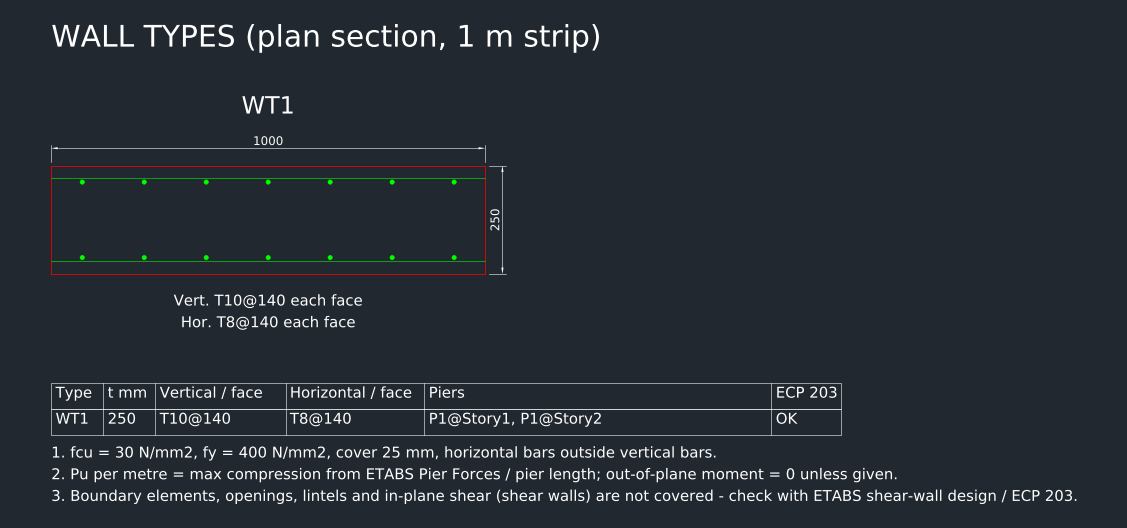 WALL TYPES (plan section, 1 m strip)
WT1
1000
250
Vert. T10@140 each face
Hor. T8@140 each face
Type t mm Vertical / face Horizontal / face Piers ECP 203
WT1 250 T10@140 T8@140 P1@Story1, P1@Story2 OK
1. fcu = 30 N/mm2, fy = 400 N/mm2, cover 25 mm, horizontal bars outside vertical bars.
2. Pu per metre = max compression from ETABS Pier Forces / pier length; out-of-plane moment = 0 unless given.
3. Boundary elements, openings, lintels and in-plane shear (shear walls) are not covered - check with ETABS shear-wall design / ECP 203.